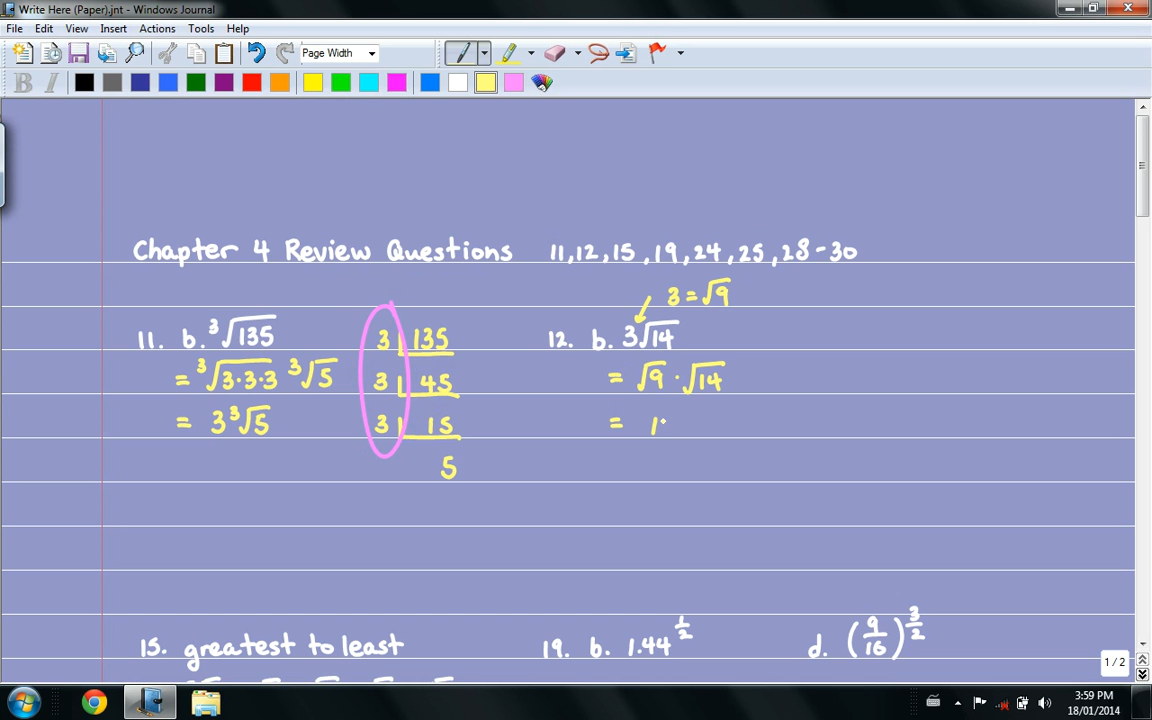 Write Here (Paper).jnt - Windows Journal
File Edit View Insert Actions Tools Help
Page Width
B I
Chapter 4 Review Questions 11,12,15,19,24,25,28-30
3=√9
11. b. ³√135
3 135
12. b. 3√14
= ³√3·3·3 ³√5
3 45
= √9 · √14
= 3³√5
3 15
= 1
5
15. greatest to least
19. b. 1.44^(1/2)
d. (9/16)^(3/2)
1 / 2
3:59 PM
18/01/2014